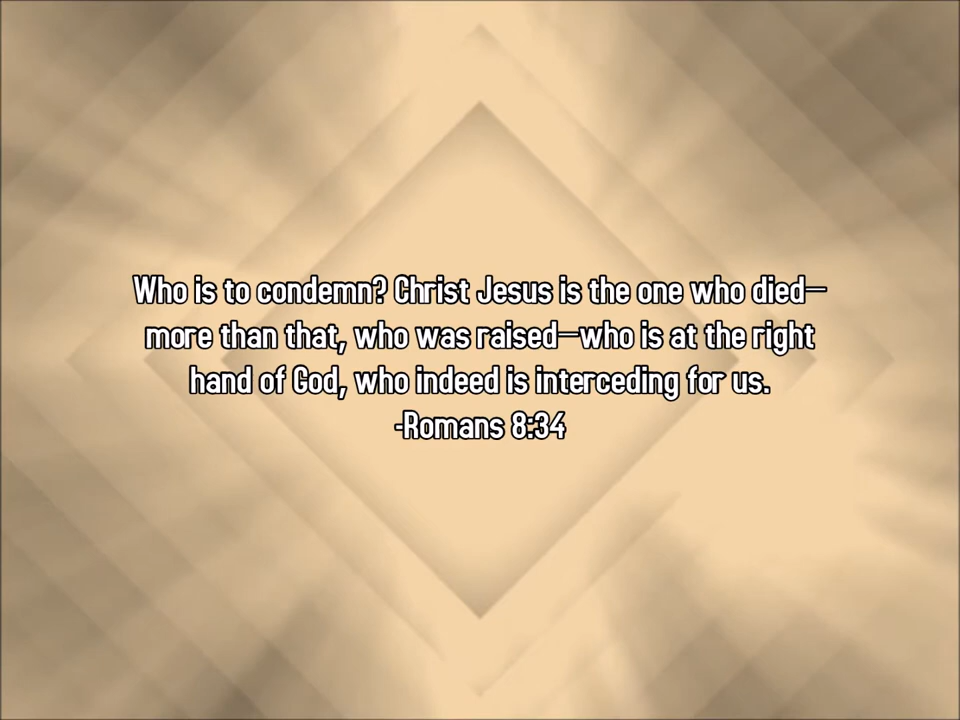 Who is to condemn? Christ Jesus is the one who died—
more than that, who was raised—who is at the right
hand of God, who indeed is interceding for us.
-Romans 8:34